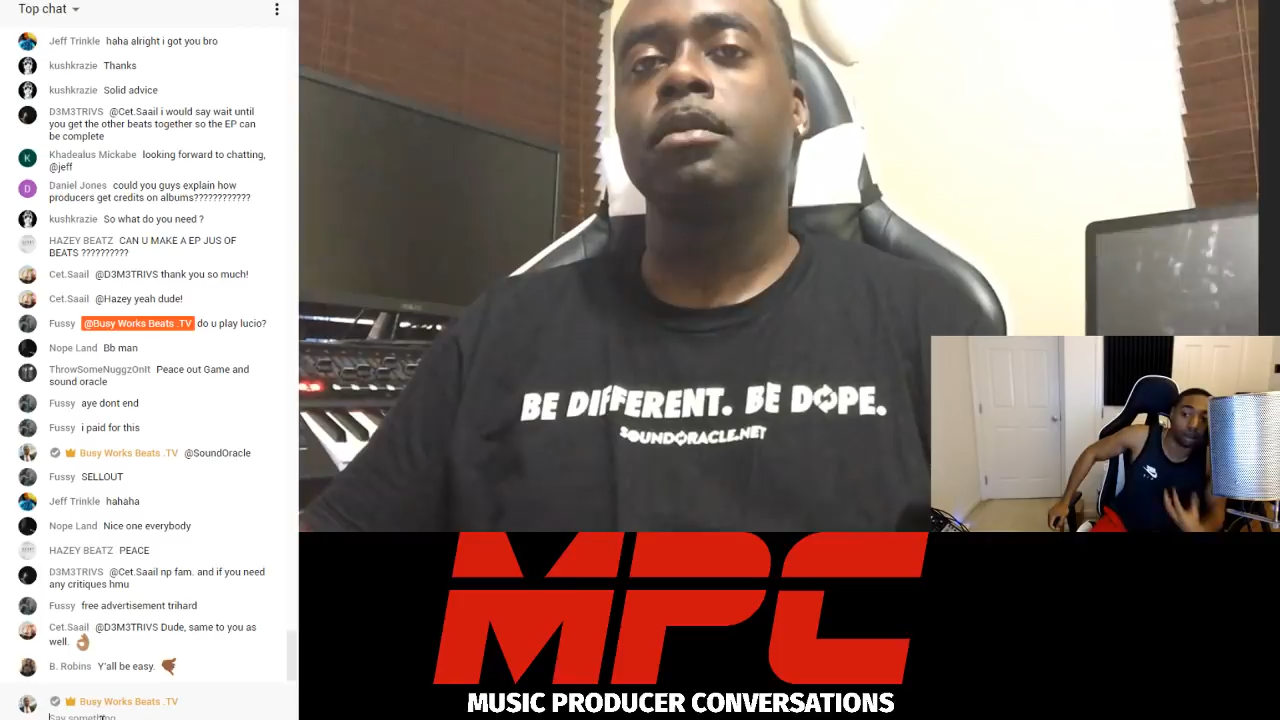 Top chat
Jeff Trinkle haha alright i got you bro
kushkrazie Thanks
kushkrazie Solid advice
D3M3TRIVS @Cet.Saail i would say wait until
you get the other beats together so the EP can
be complete
Khadealus Mickabe looking forward to chatting,
@jeff
Daniel Jones could you guys explain how
producers get credits on albums????????????
kushkrazie So what do you need ?
HAZEY BEATZ CAN U MAKE A EP JUS OF
BEATS ??????????
Cet.Saail @D3M3TRIVS thank you so much!
Cet.Saail @Hazey yeah dude!
Fussy @Busy Works Beats .TV do u play lucio?
Nope Land Bb man
ThrowSomeNuggzOnIt Peace out Game and
sound oracle
Fussy aye dont end
Fussy i paid for this
Busy Works Beats .TV @SoundOracle
Fussy SELLOUT
Jeff Trinkle hahaha
Nope Land Nice one everybody
HAZEY BEATZ PEACE
D3M3TRIVS @Cet.Saail np fam. and if you need
any critiques hmu
Fussy free advertisement trihard
Cet.Saail @D3M3TRIVS Dude, same to you as
well.
B. Robins Y'all be easy.
Busy Works Beats .TV
Say something
BE DIFFERENT. BE DOPE.
SOUNDORACLE.NET
MPC
MUSIC PRODUCER CONVERSATIONS